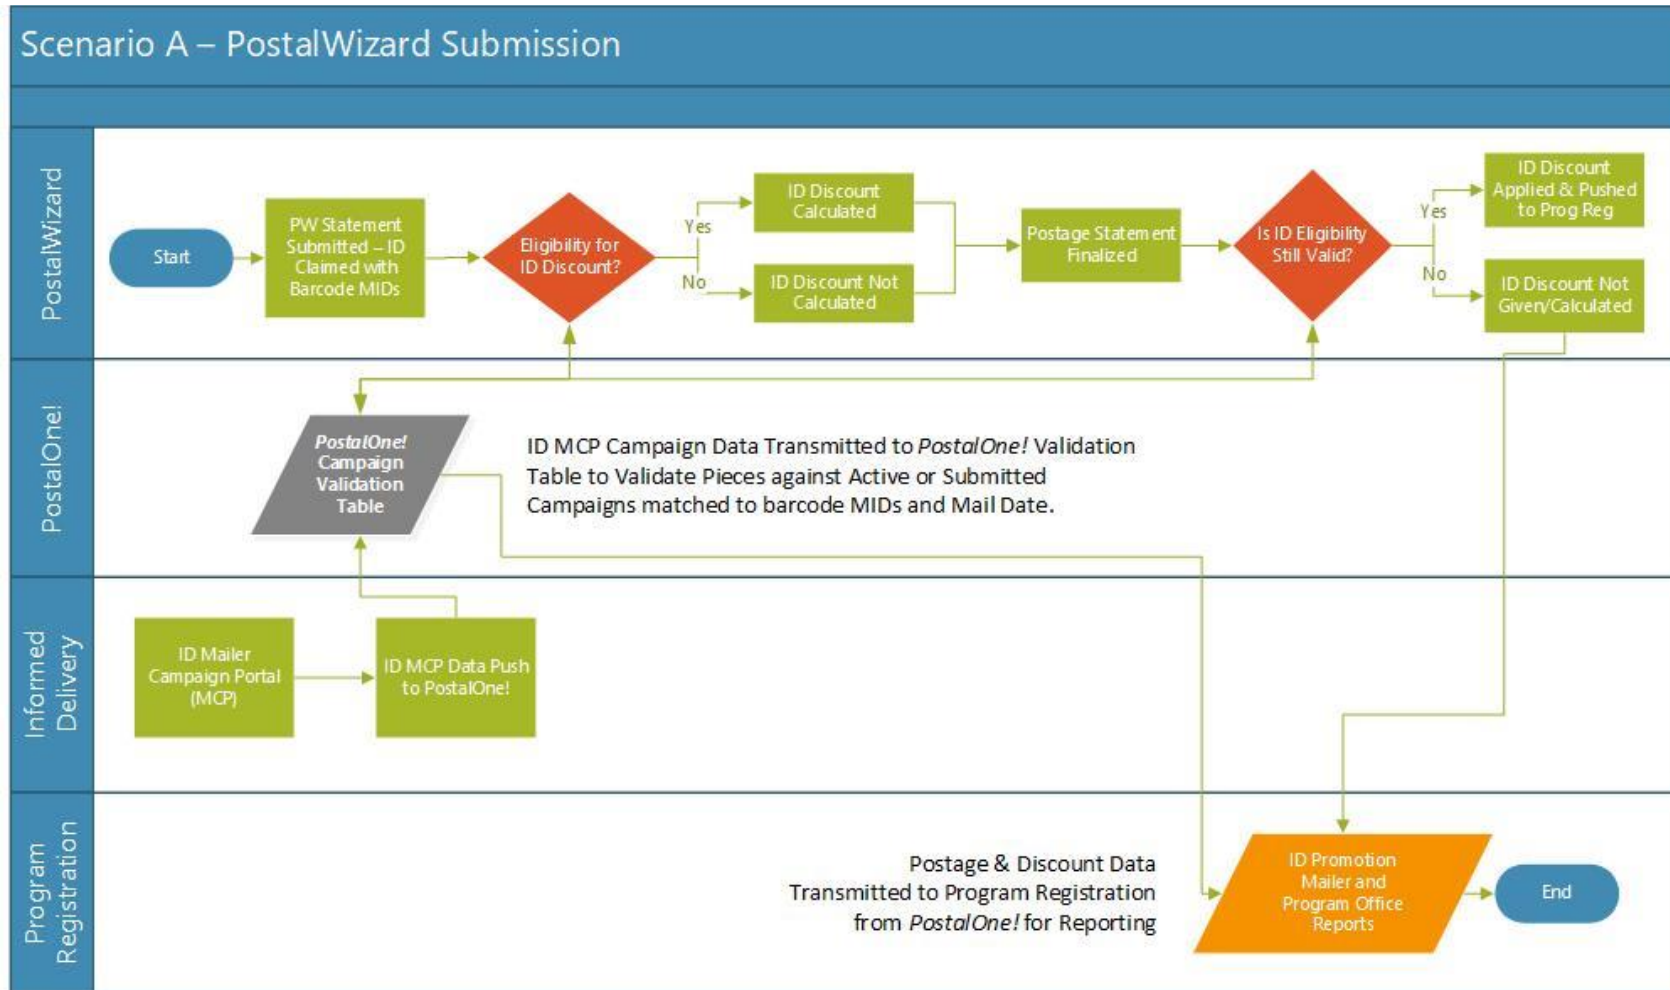 Scenario A – PostalWizard Submission
PostalWizard
Start
PW Statement
Submitted – ID
Claimed with
Barcode MIDs
Eligibility for
ID Discount?
Yes
No
ID Discount
Calculated
ID Discount Not
Calculated
Postage Statement
Finalized
Is ID Eligibility
Still Valid?
Yes
No
ID Discount
Applied & Pushed
to Prog Reg
ID Discount Not
Given/Calculated
PostalOne!
PostalOne!
Campaign
Validation
Table
ID MCP Campaign Data Transmitted to PostalOne! Validation
Table to Validate Pieces against Active or Submitted
Campaigns matched to barcode MIDs and Mail Date.
Informed
Delivery
ID Mailer
Campaign Portal
(MCP)
ID MCP Data Push
to PostalOne!
Program
Registration
Postage & Discount Data
Transmitted to Program Registration
from PostalOne! for Reporting
ID Promotion
Mailer and
Program Office
Reports
End